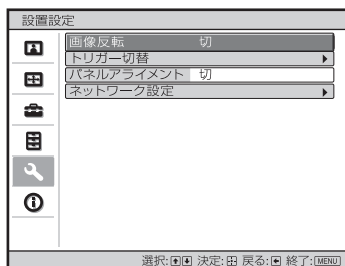 設置設定
画像反転 切
トリガー切替
パネルアライメント 切
ネットワーク設定
選択: 決定: 戻る: 終了:MENU